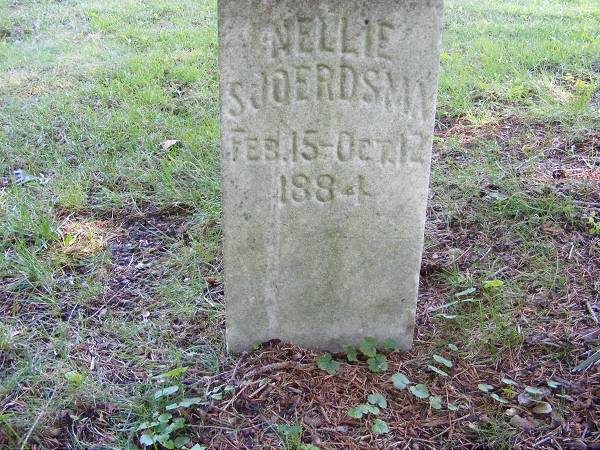 NELLIE
SJOERDSMA
FEB. 15 - OCT. 12
1884